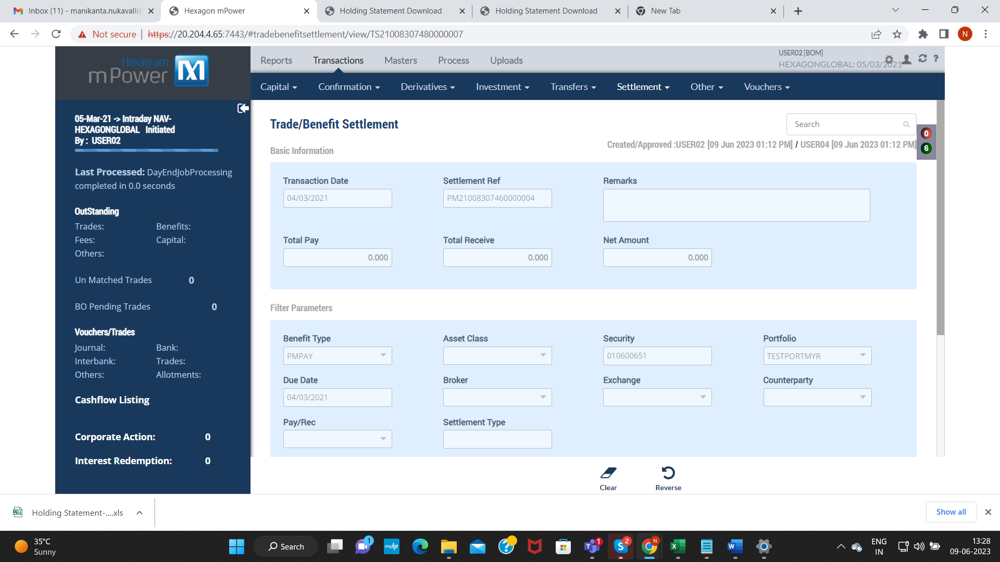 Inbox (11) - manikanta.nukavalli@
Hexagon mPower
Holding Statement Download
Holding Statement Download
New Tab
Not secure
https://20.204.4.65:7443/#tradebenefitsettlement/view/TS21008307480000007
N
Hexagram
mPower
Reports
Transactions
Masters
Process
Uploads
USER02 [BOM]
HEXAGONGLOBAL: 05/03/2021
?
Capital
Confirmation
Derivatives
Investment
Transfers
Settlement
Other
Vouchers
05-Mar-21 -> Intraday NAV-
HEXAGONGLOBAL Initiated
By : USER02
Last Processed: DayEndJobProcessing
completed in 0.0 seconds
OutStanding
Trades: Benefits:
Fees: Capital:
Others:
Un Matched Trades 0
BO Pending Trades 0
Vouchers/Trades
Journal: Bank:
Interbank: Trades:
Others: Allotments:
Cashflow Listing
Corporate Action: 0
Interest Redemption: 0
Trade/Benefit Settlement
Search
0
6
Created/Approved :USER02 [09 Jun 2023 01:12 PM] / USER04 [09 Jun 2023 01:12 PM]
Basic Information
Transaction Date Settlement Ref Remarks
04/03/2021 PM21008307460000004
Total Pay Total Receive Net Amount
0.000 0.000 0.000
Filter Parameters
Benefit Type Asset Class Security Portfolio
PMPAY 010600651 TESTPORTMYR
Due Date Broker Exchange Counterparty
04/03/2021
Pay/Rec Settlement Type
Clear Reverse
Holding Statement-....xls
Show all
35°C
Sunny
Search
1
myhp
1
2
N
ENG
IN
13:28
09-06-2023